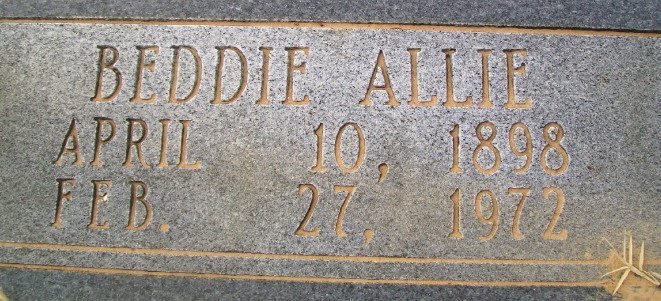 BEDDIE ALLIE
APRIL 10, 1898
FEB. 27, 1972